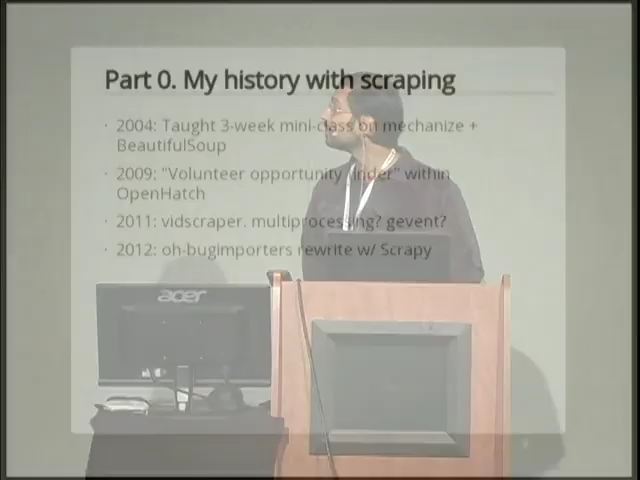 Part 0. My history with scraping
· 2004: Taught 3-week mini-class on mechanize +
BeautifulSoup
· 2009: "Volunteer opportunity finder" within
OpenHatch
· 2011: vidscraper. multiprocessing? gevent?
· 2012: oh-bugimporters rewrite w/ Scrapy
acer